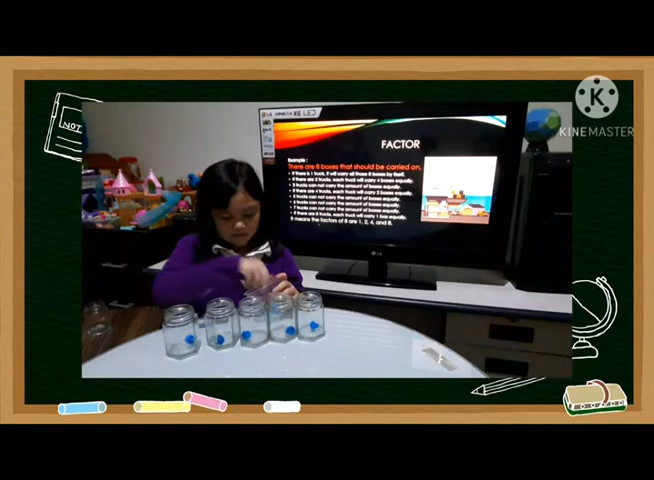 NOT
LG
LED
KINEMASTER
FACTOR
Example :
There are 8 boxes that should be carried on.
• If there is 1 truck, it will carry all those 8 boxes by itself.
• If there are 2 trucks, each truck will carry 4 boxes equally.
• 3 trucks can not carry the amount of boxes equally.
• If there are 4 trucks, each truck will carry 2 boxes equally.
• 5 trucks can not carry the amount of boxes equally.
• 6 trucks can not carry the amount of boxes equally.
• 7 trucks can not carry the amount of boxes equally.
• If there are 8 trucks, each truck will carry 1 box equally.
It means the factors of 8 are 1, 2, 4, and 8.